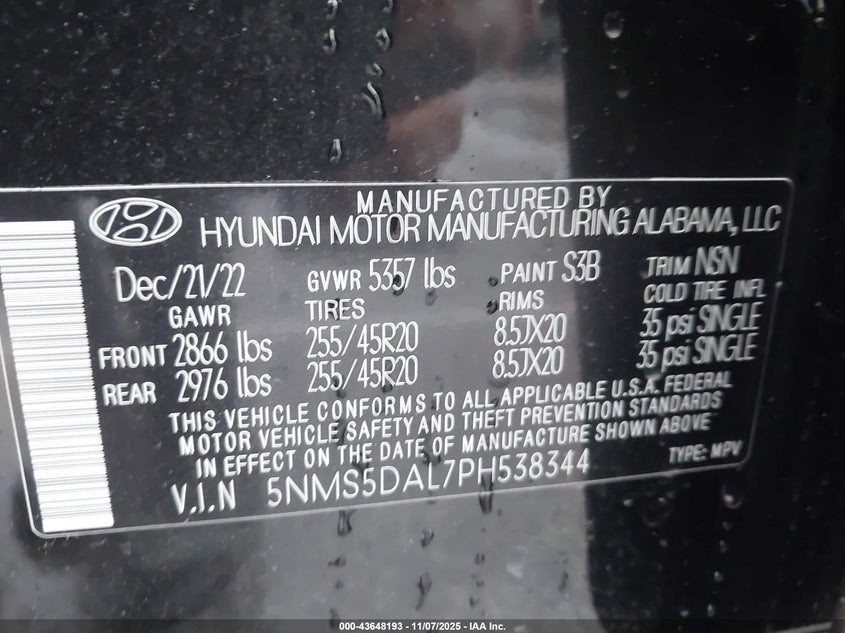 MANUFACTURED BY
HYUNDAI MOTOR MANUFACTURING ALABAMA, LLC
Dec/21/22 GVWR 5357 lbs PAINT S3B TRIM NSN
GAWR TIRES RIMS COLD TIRE INFL
FRONT 2866 lbs 255/45R20 8.5JX20 35 psi SINGLE
REAR 2976 lbs 255/45R20 8.5JX20 35 psi SINGLE
THIS VEHICLE CONFORMS TO ALL APPLICABLE U.S.A. FEDERAL
MOTOR VEHICLE SAFETY AND THEFT PREVENTION STANDARDS
IN EFFECT ON THE DATE OF MANUFACTURE SHOWN ABOVE
V.I.N 5NMS5DAL7PH538344 TYPE: MPV
000-43648193 - 11/07/2025 - IAA Inc.